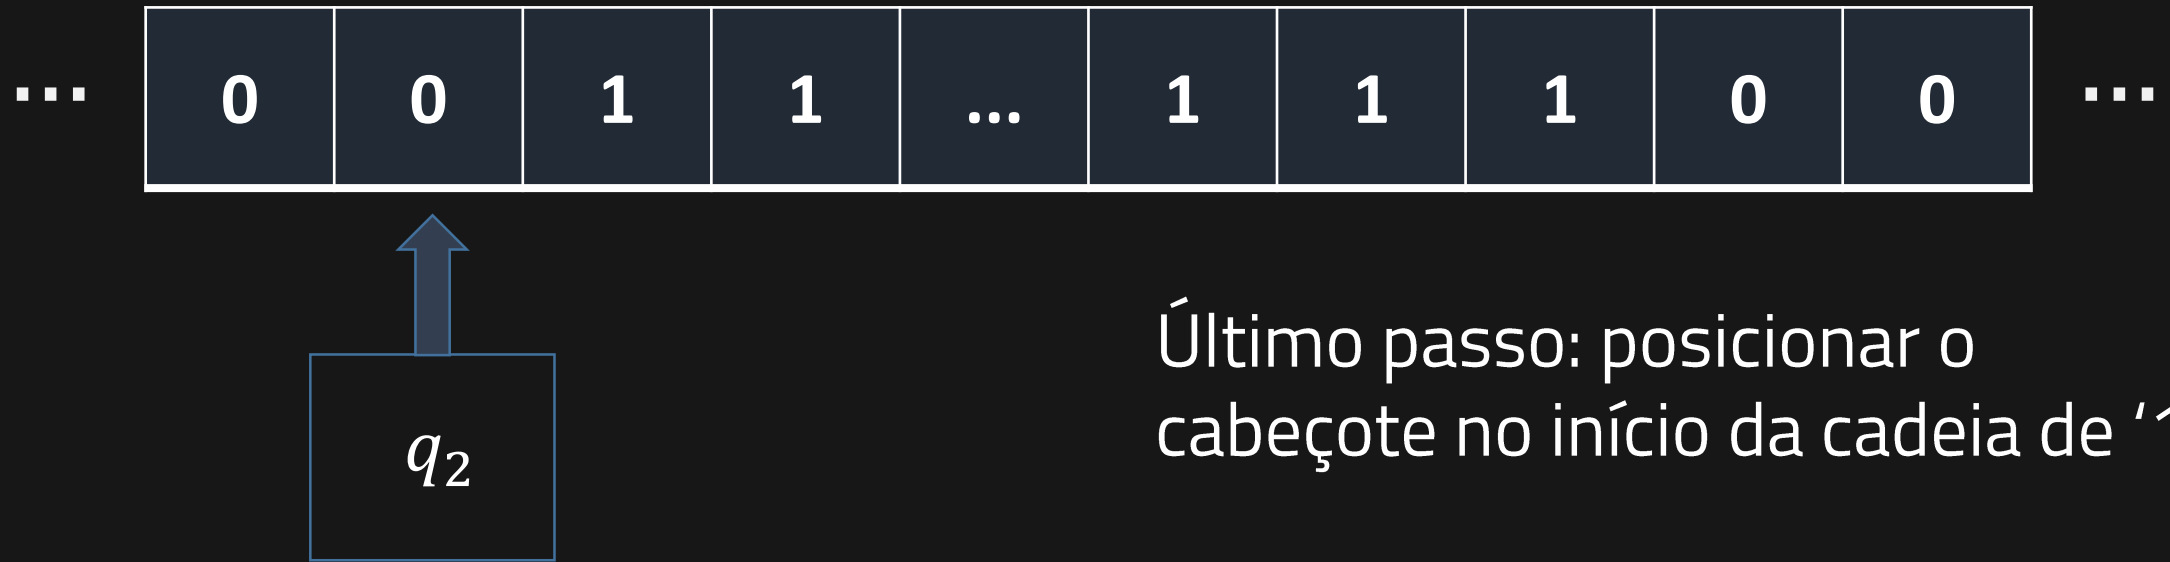 ... 0 0 1 1 ... 1 1 1 0 0 ...
q₂
Último passo: posicionar o
cabeçote no início da cadeia de